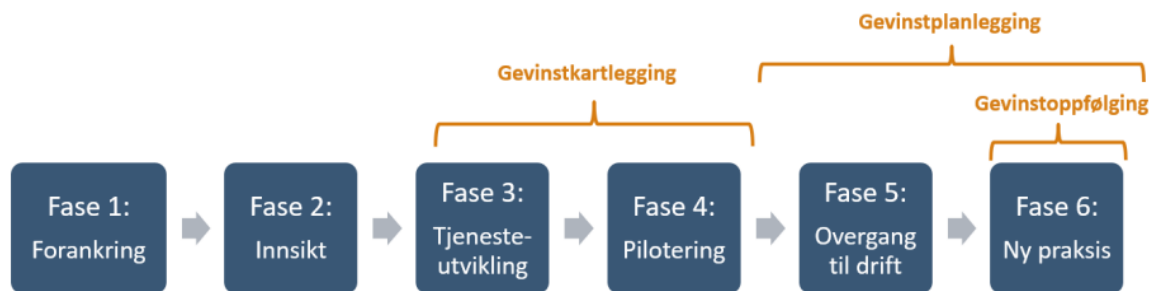 Gevinstplanlegging
Gevinstkartlegging
Gevinstoppfølging
Fase 1:
Forankring
Fase 2:
Innsikt
Fase 3:
Tjeneste-
utvikling
Fase 4:
Pilotering
Fase 5:
Overgang
til drift
Fase 6:
Ny praksis